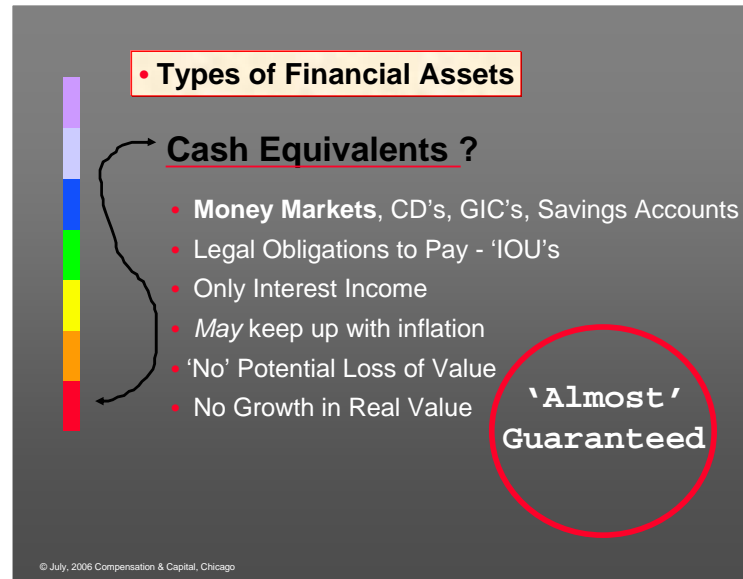 • Types of Financial Assets
Cash Equivalents ?
• Money Markets, CD's, GIC's, Savings Accounts
• Legal Obligations to Pay - 'IOU's
• Only Interest Income
• May keep up with inflation
• 'No' Potential Loss of Value
• No Growth in Real Value
'Almost'
Guaranteed
© July, 2006 Compensation & Capital, Chicago